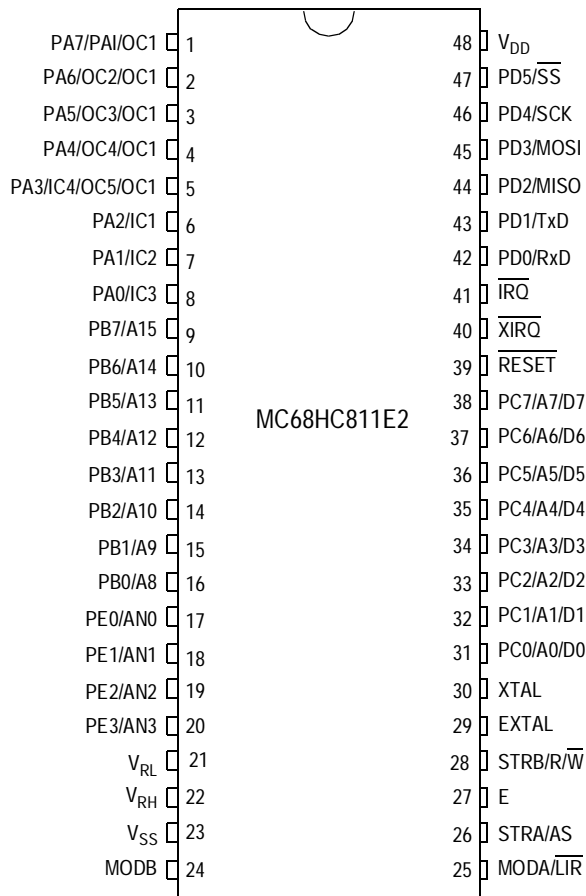 PA7/PAI/OC1 1 48 VDD
PA6/OC2/OC1 2 47 PD5/SS
PA5/OC3/OC1 3 46 PD4/SCK
PA4/OC4/OC1 4 45 PD3/MOSI
PA3/IC4/OC5/OC1 5 44 PD2/MISO
PA2/IC1 6 43 PD1/TxD
PA1/IC2 7 42 PD0/RxD
PA0/IC3 8 41 IRQ
PB7/A15 9 40 XIRQ
PB6/A14 10 39 RESET
PB5/A13 11 38 PC7/A7/D7
MC68HC811E2
PB4/A12 12 37 PC6/A6/D6
PB3/A11 13 36 PC5/A5/D5
PB2/A10 14 35 PC4/A4/D4
PB1/A9 15 34 PC3/A3/D3
PB0/A8 16 33 PC2/A2/D2
PE0/AN0 17 32 PC1/A1/D1
PE1/AN1 18 31 PC0/A0/D0
PE2/AN2 19 30 XTAL
PE3/AN3 20 29 EXTAL
VRL 21 28 STRB/R/W
VRH 22 27 E
VSS 23 26 STRA/AS
MODB 24 25 MODA/LIR